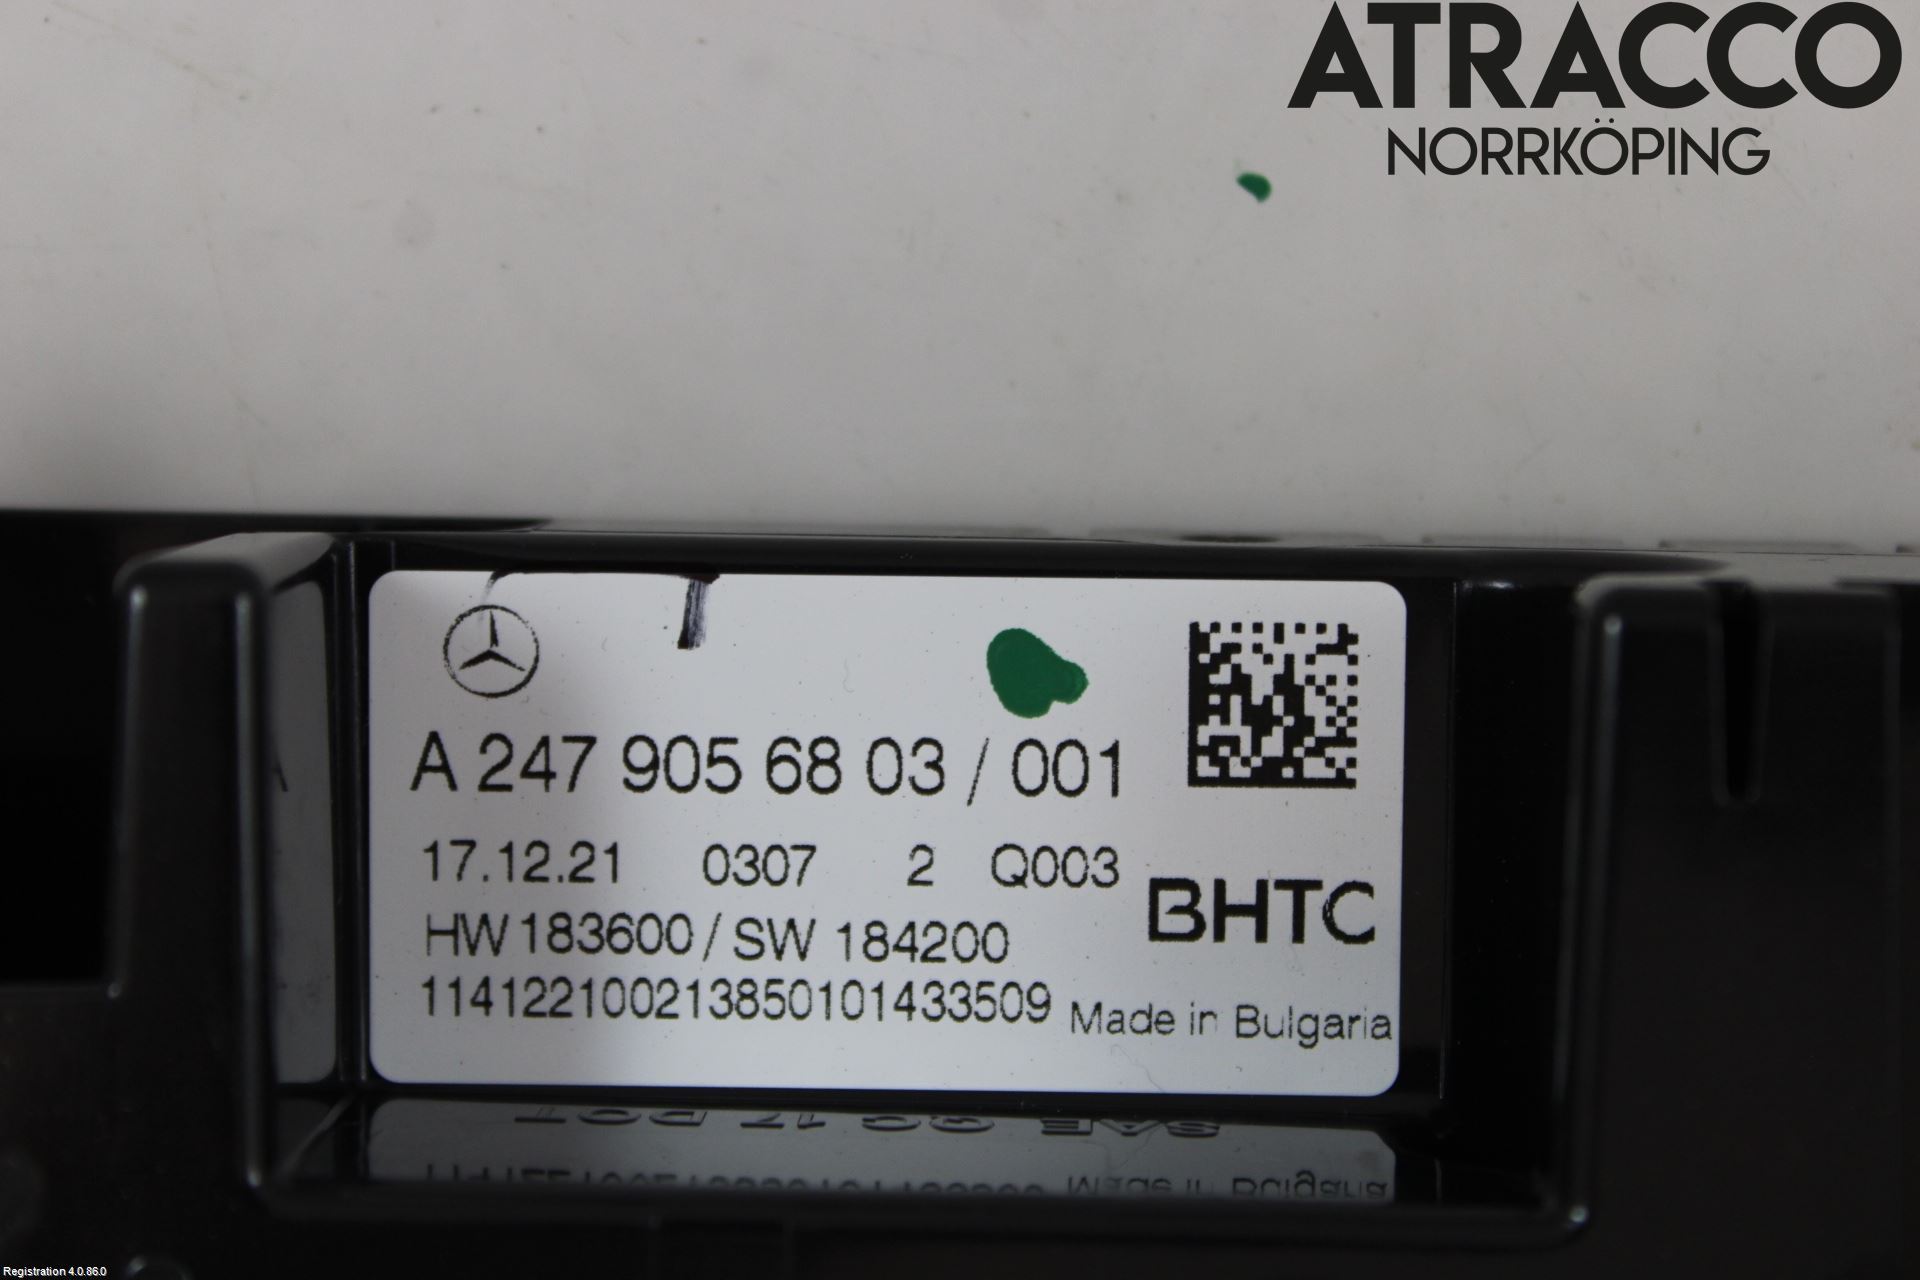 ATRACCO
NORRKÖPING
A 247 905 68 03 / 001
17.12.21 0307 2 Q003
BHTC
HW 183600 / SW 184200
114122100213850101433509
Made in Bulgaria
Registration 4.0.86.0